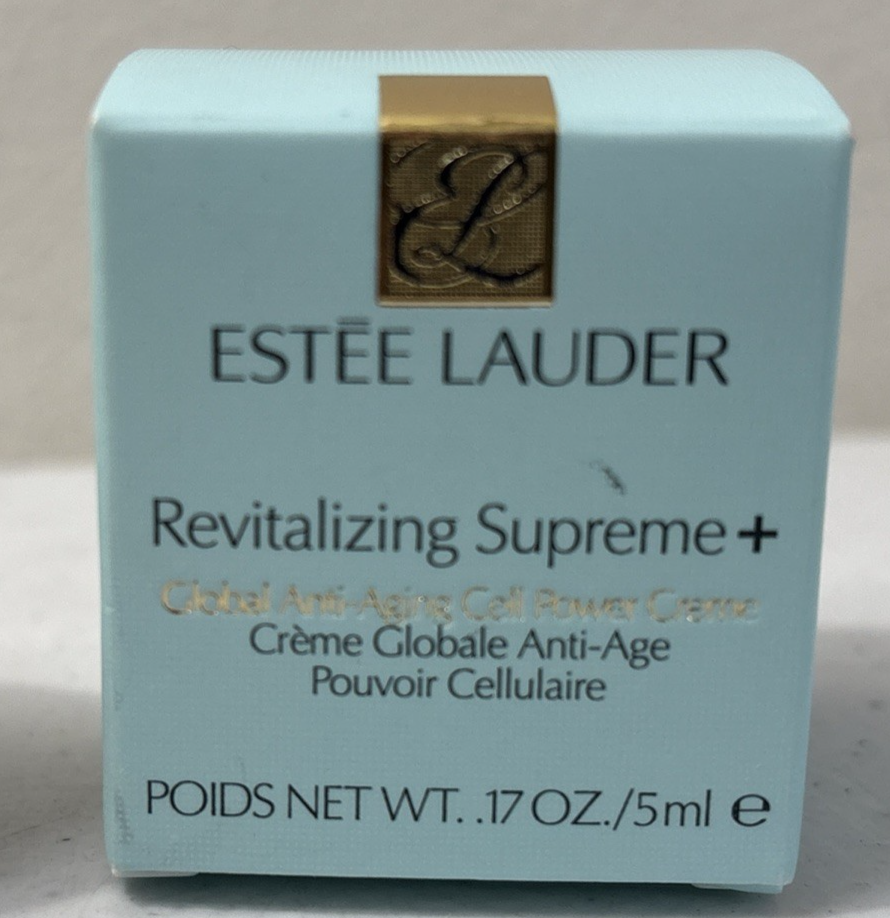 EL
ESTĒE LAUDER
Revitalizing Supreme+
Global Anti-Aging Cell Power Creme
Crème Globale Anti-Age
Pouvoir Cellulaire
POIDS NET WT. .17 OZ./5ml e